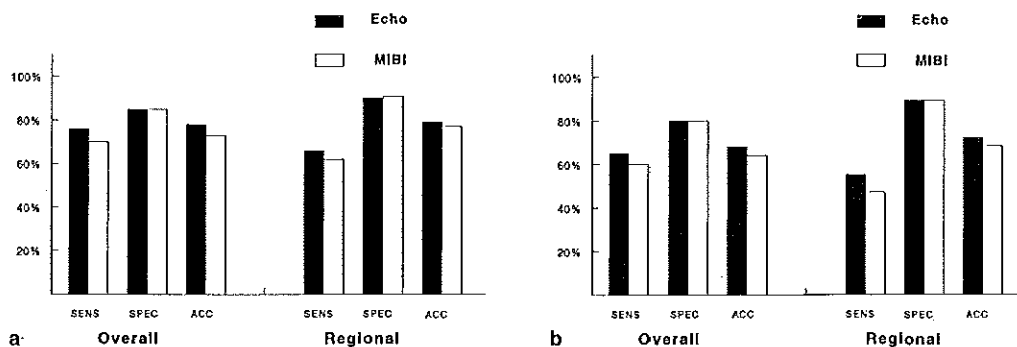 Echo
MIBI
100%
80%
60%
40%
20%
SENS SPEC ACC SENS SPEC ACC
a Overall Regional
Echo
MIBI
100%
80%
60%
40%
20%
SENS SPEC ACC SENS SPEC ACC
b Overall Regional